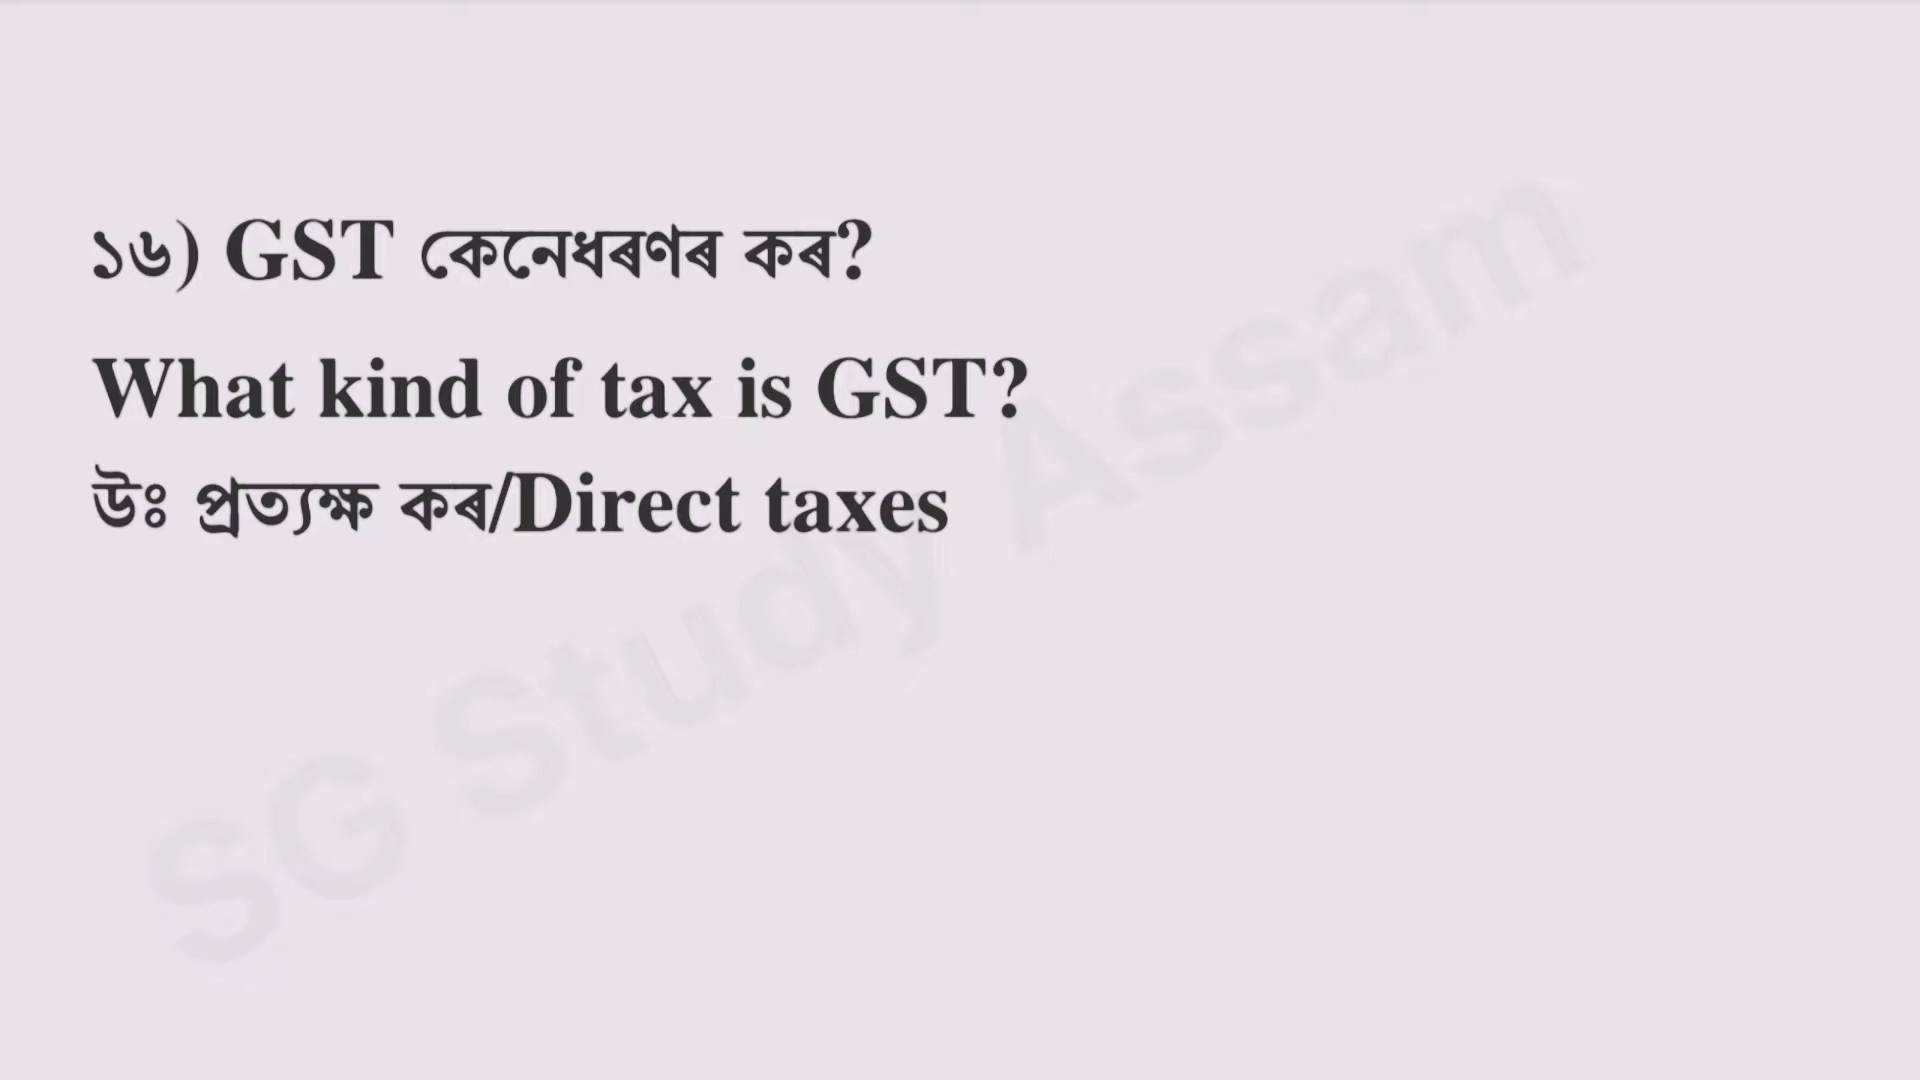 ১৬) GST কেনেধৰণৰ কৰ?
What kind of tax is GST?
উঃ প্ৰত্যক্ষ কৰ/Direct taxes
SG Study Assam